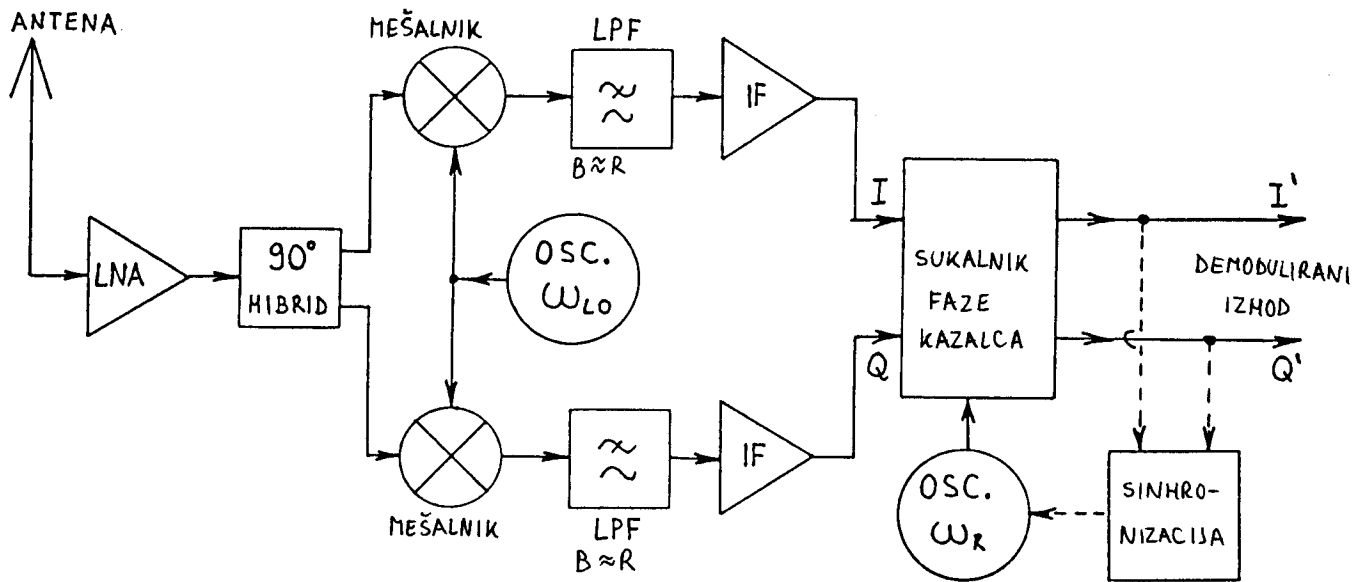 ANTENA
MEŠALNIK
LPF
IF
B≈R
I
I'
LNA
90°
HIBRID
OSC.
ωLO
SUKALNIK
FAZE
KAZALCA
DEMODULIRANI
IZHOD
Q
Q'
IF
MEŠALNIK
LPF
B≈R
OSC.
ωR
SINHRO-
NIZACIJA